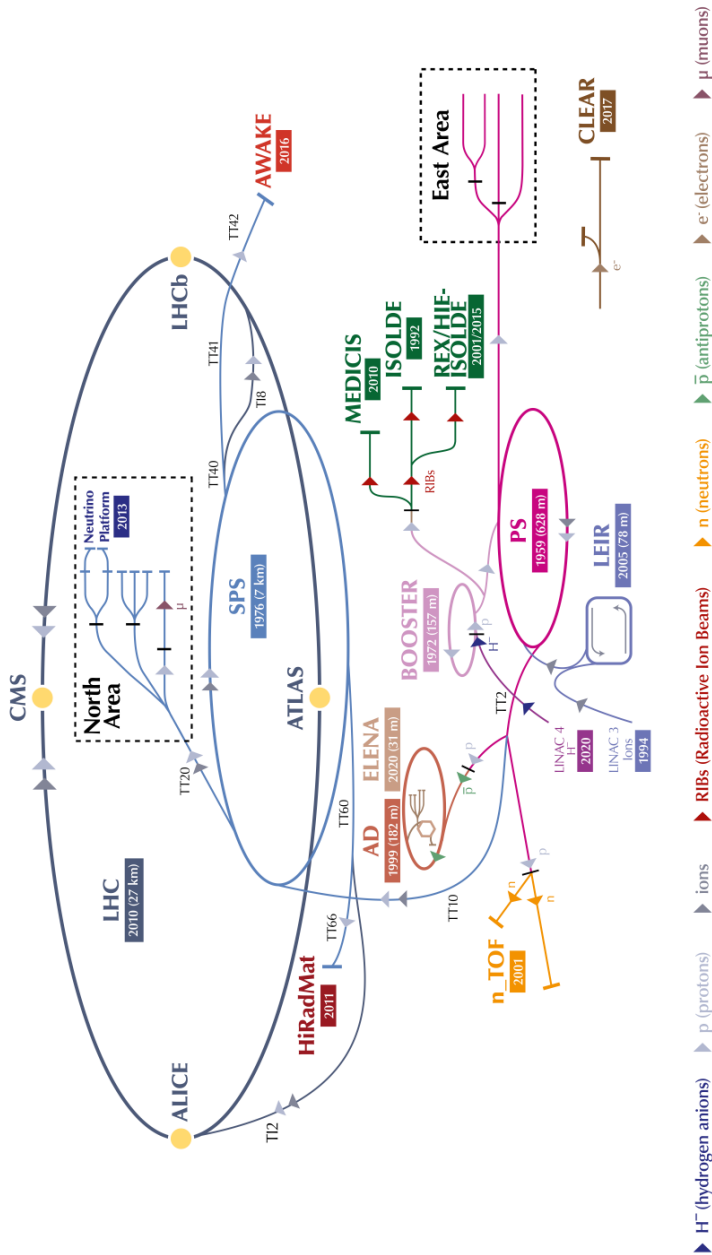 CMS
North
Area
Neutrino
Platform
2013
μ
TT20
LHC
2010 (27 km)
ALICE
TI2
SPS
1976 (7 km)
ATLAS
TT40
TT41
TI8
TT42
LHCb
AWAKE
2016
HiRadMat
2011
TT66
TT60
TT10
AD
1999 (182 m)
ELENA
2020 (31 m)
p̄
p
TT2
BOOSTER
1972 (157 m)
p
H⁻
MEDICIS
2010
ISOLDE
1992
REX/HIE-
ISOLDE
2001/2015
RIBs
East Area
n_TOF
2001
n
n
p
LINAC 4
H⁻
2020
LINAC 3
Ions
1994
PS
1959 (628 m)
LEIR
2005 (78 m)
CLEAR
2017
e⁻
H⁻ (hydrogen anions)
p (protons)
ions
RIBs (Radioactive Ion Beams)
n (neutrons)
p̄ (antiprotons)
e⁻ (electrons)
μ (muons)